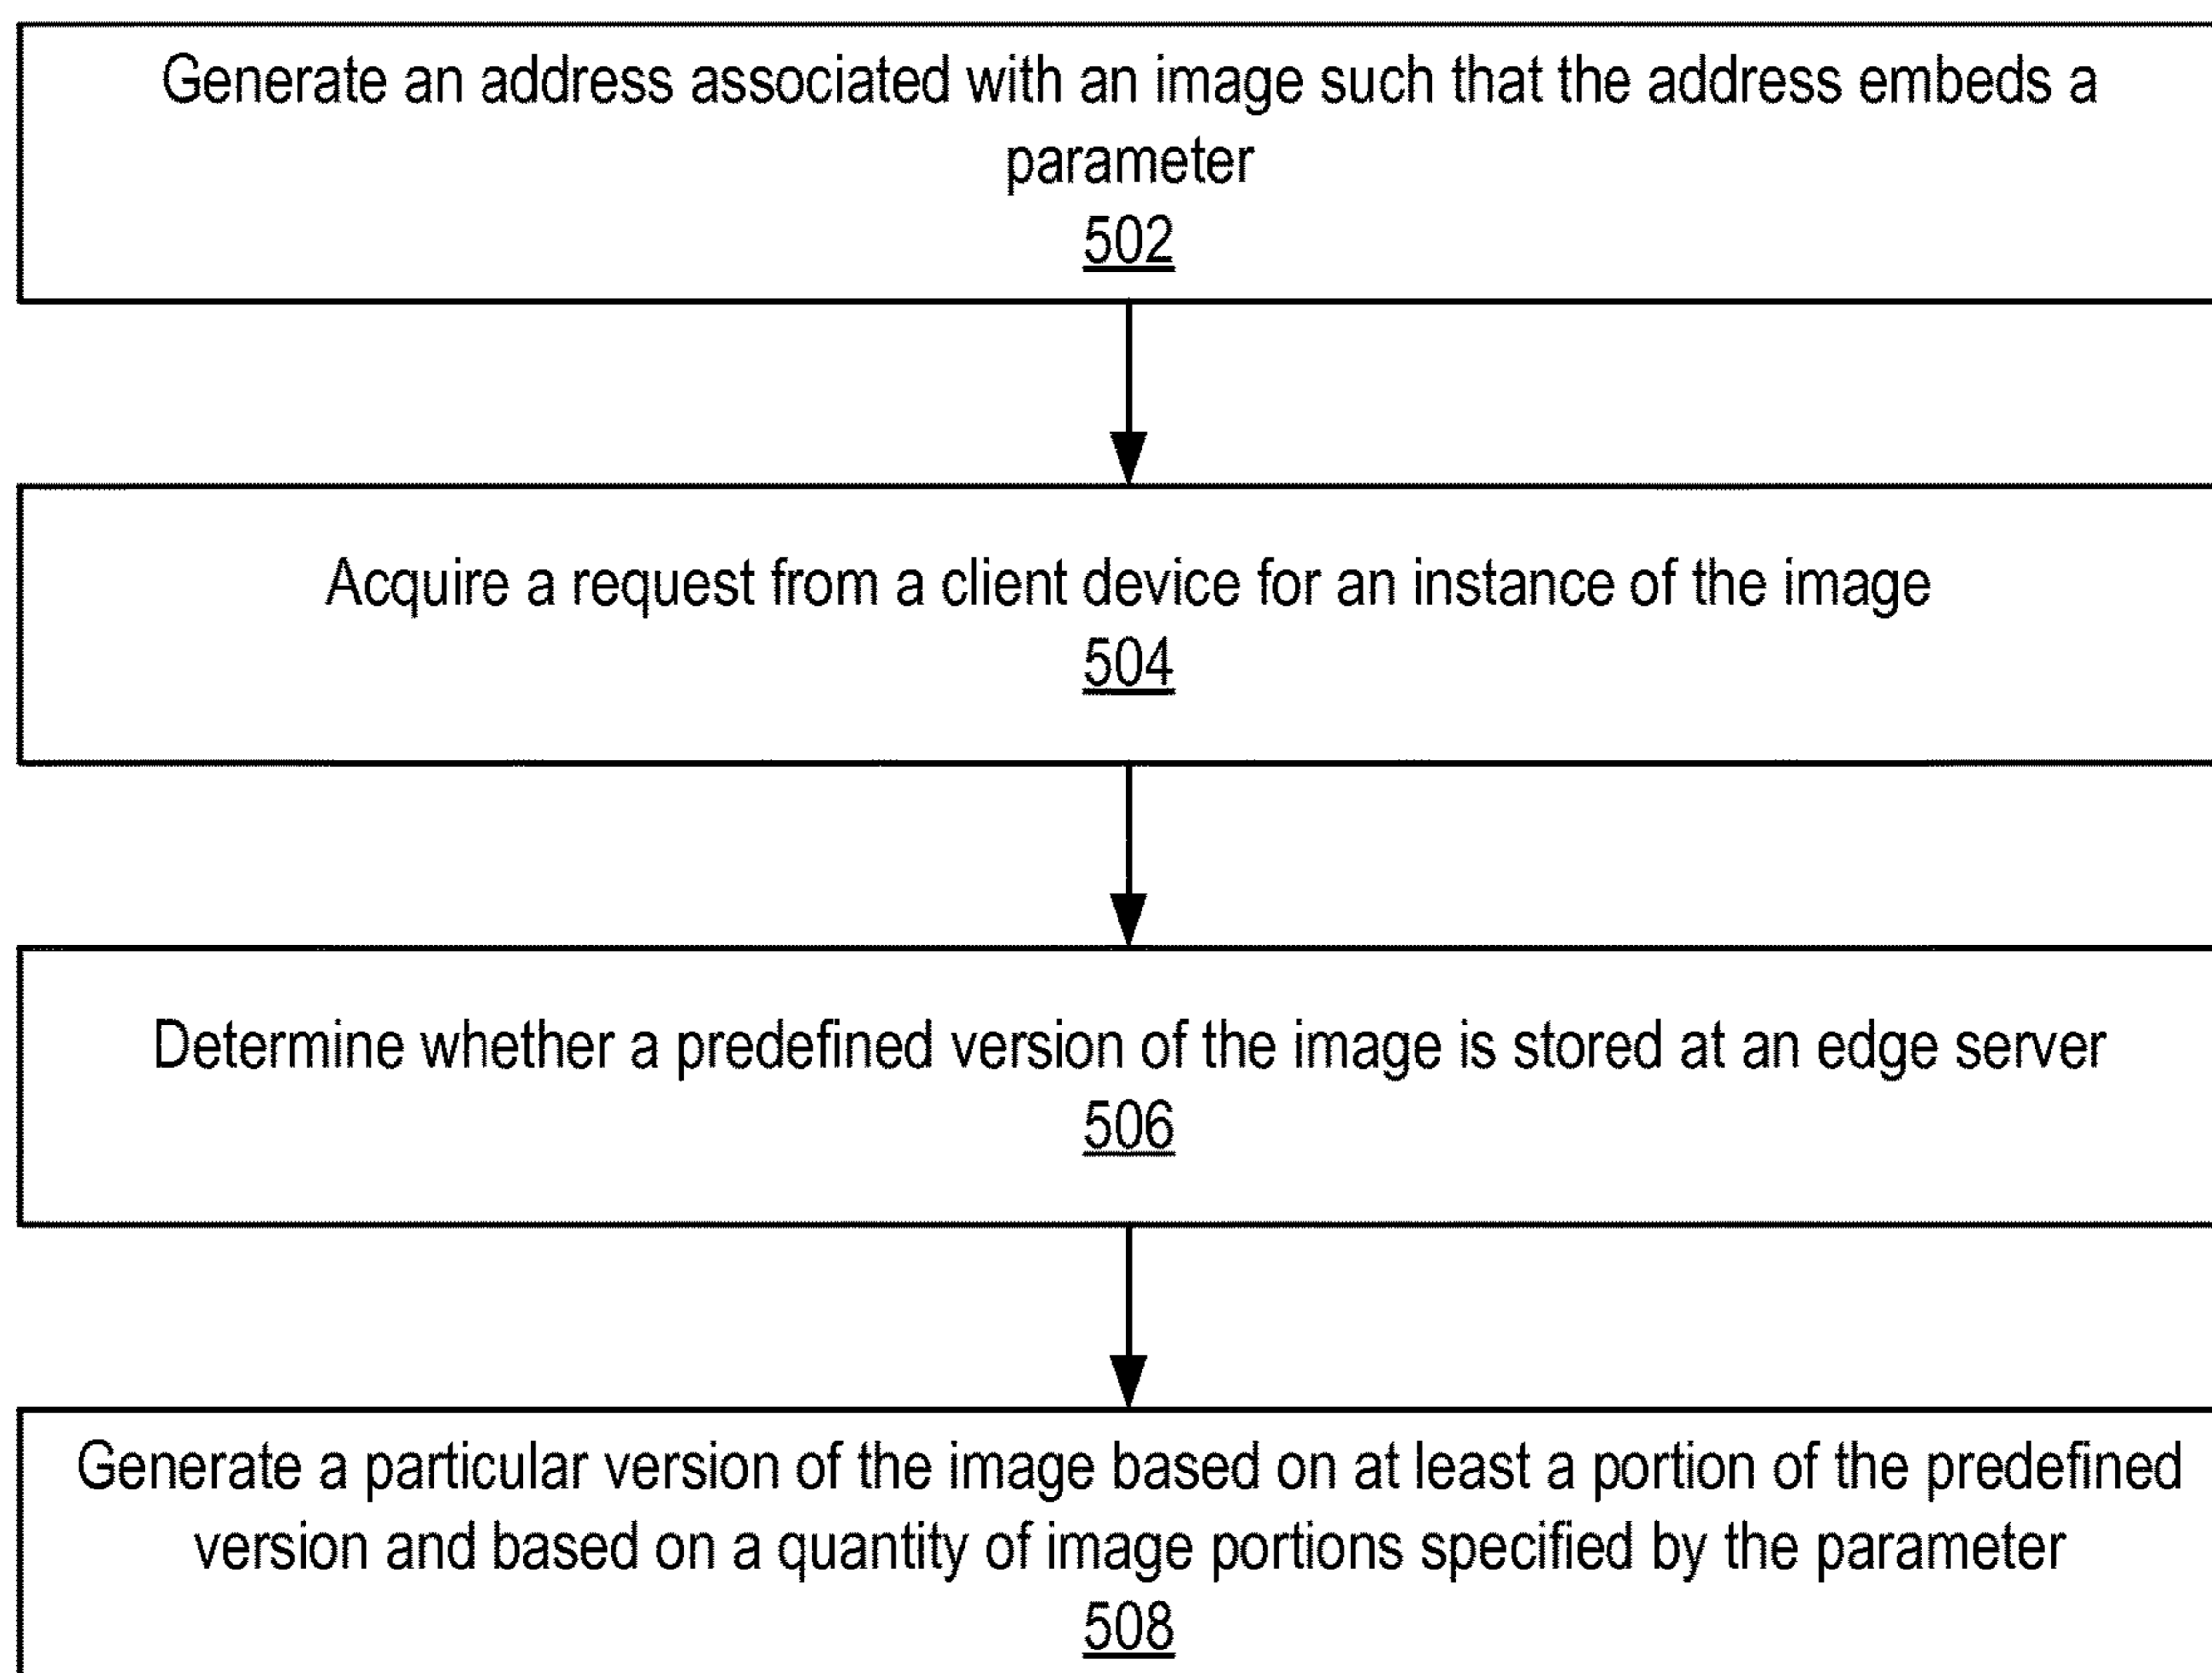 Generate an address associated with an image such that the address embeds a
parameter
502
Acquire a request from a client device for an instance of the image
504
Determine whether a predefined version of the image is stored at an edge server
506
Generate a particular version of the image based on at least a portion of the predefined
version and based on a quantity of image portions specified by the parameter
508